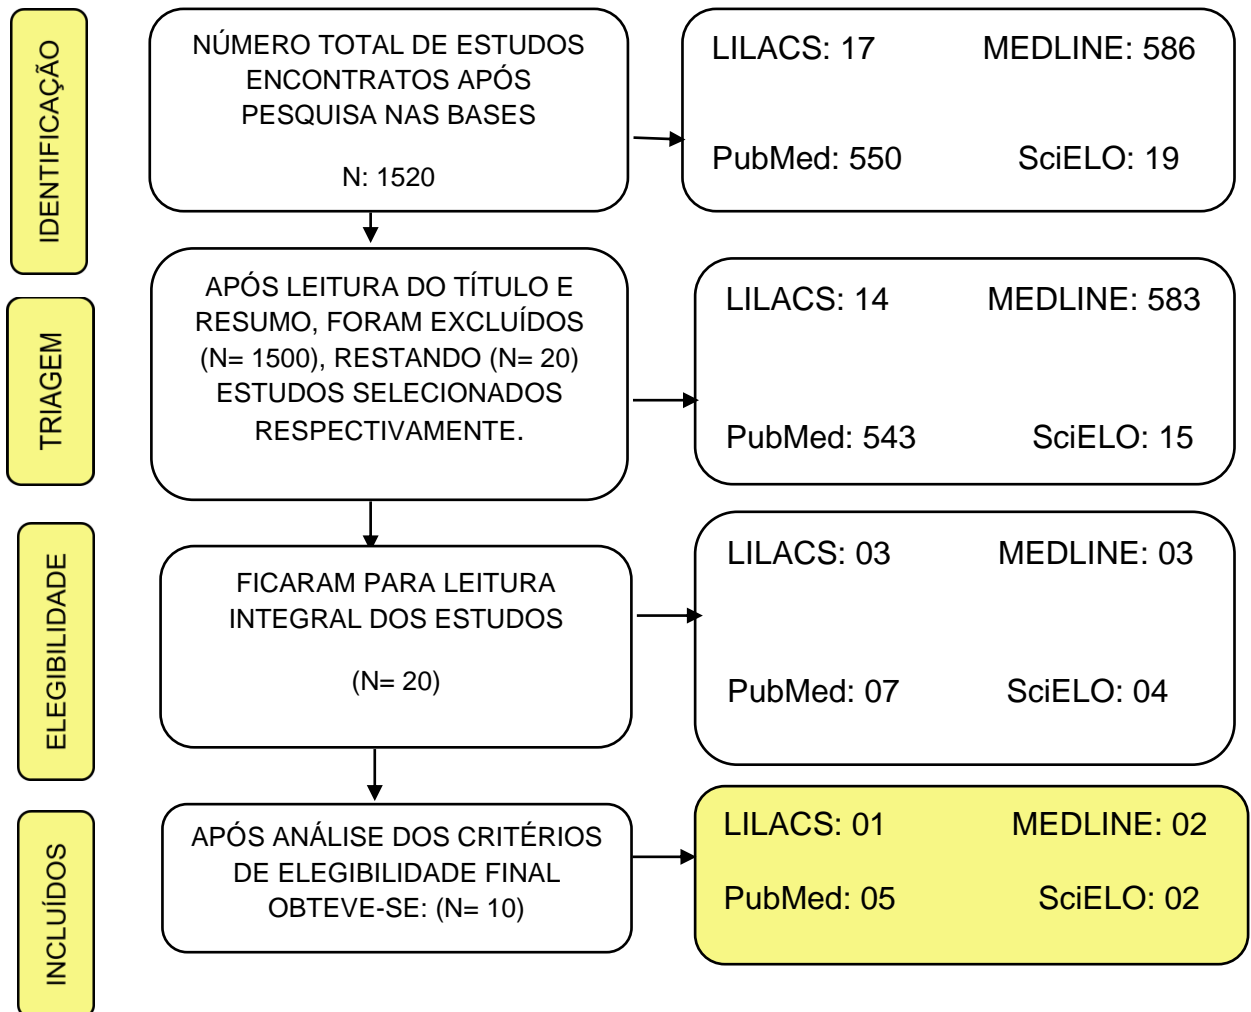 IDENTIFICAÇÃO
NÚMERO TOTAL DE ESTUDOS
ENCONTRATOS APÓS
PESQUISA NAS BASES
N: 1520
LILACS: 17 MEDLINE: 586
PubMed: 550 SciELO: 19
TRIAGEM
APÓS LEITURA DO TÍTULO E
RESUMO, FORAM EXCLUÍDOS
(N= 1500), RESTANDO (N= 20)
ESTUDOS SELECIONADOS
RESPECTIVAMENTE.
LILACS: 14 MEDLINE: 583
PubMed: 543 SciELO: 15
ELEGIBILIDADE
FICARAM PARA LEITURA
INTEGRAL DOS ESTUDOS
(N= 20)
LILACS: 03 MEDLINE: 03
PubMed: 07 SciELO: 04
INCLUÍDOS
APÓS ANÁLISE DOS CRITÉRIOS
DE ELEGIBILIDADE FINAL
OBTEVE-SE: (N= 10)
LILACS: 01 MEDLINE: 02
PubMed: 05 SciELO: 02